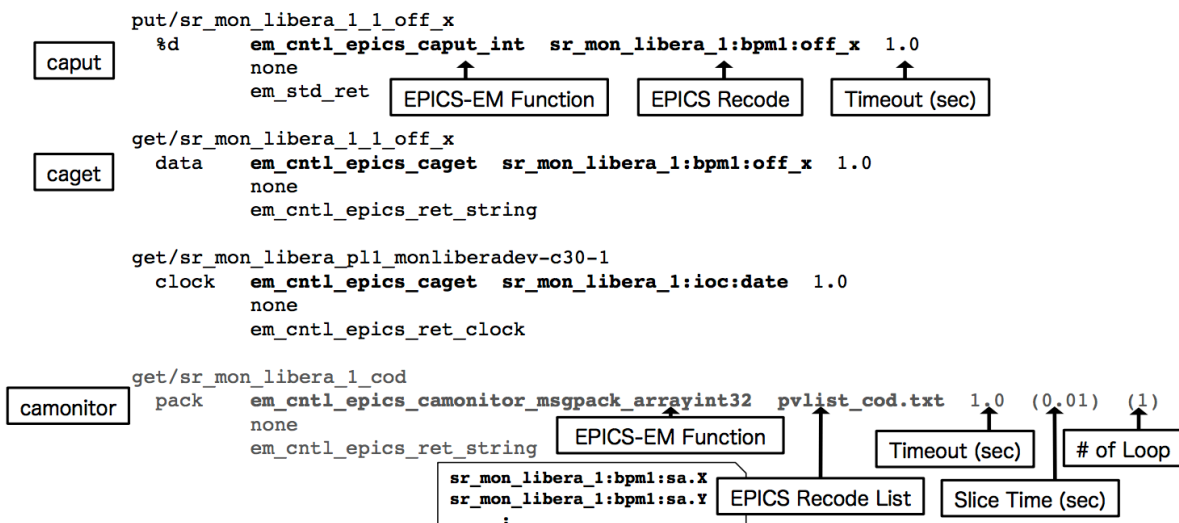 put/sr_mon_libera_1_1_off_x
caput
%d em_cntl_epics_caput_int sr_mon_libera_1:bpm1:off_x 1.0
none
em_std_ret
EPICS-EM Function
EPICS Recode
Timeout (sec)
get/sr_mon_libera_1_1_off_x
caget
data em_cntl_epics_caget sr_mon_libera_1:bpm1:off_x 1.0
none
em_cntl_epics_ret_string
get/sr_mon_libera_pl1_monliberadev-c30-1
clock em_cntl_epics_caget sr_mon_libera_1:ioc:date 1.0
none
em_cntl_epics_ret_clock
get/sr_mon_libera_1_cod
camonitor
pack em_cntl_epics_camonitor_msgpack_arrayint32 pvlist_cod.txt 1.0 (0.01) (1)
none
em_cntl_epics_ret_string
EPICS-EM Function
Timeout (sec)
# of Loop
sr_mon_libera_1:bpm1:sa.X
sr_mon_libera_1:bpm1:sa.Y
EPICS Recode List
Slice Time (sec)